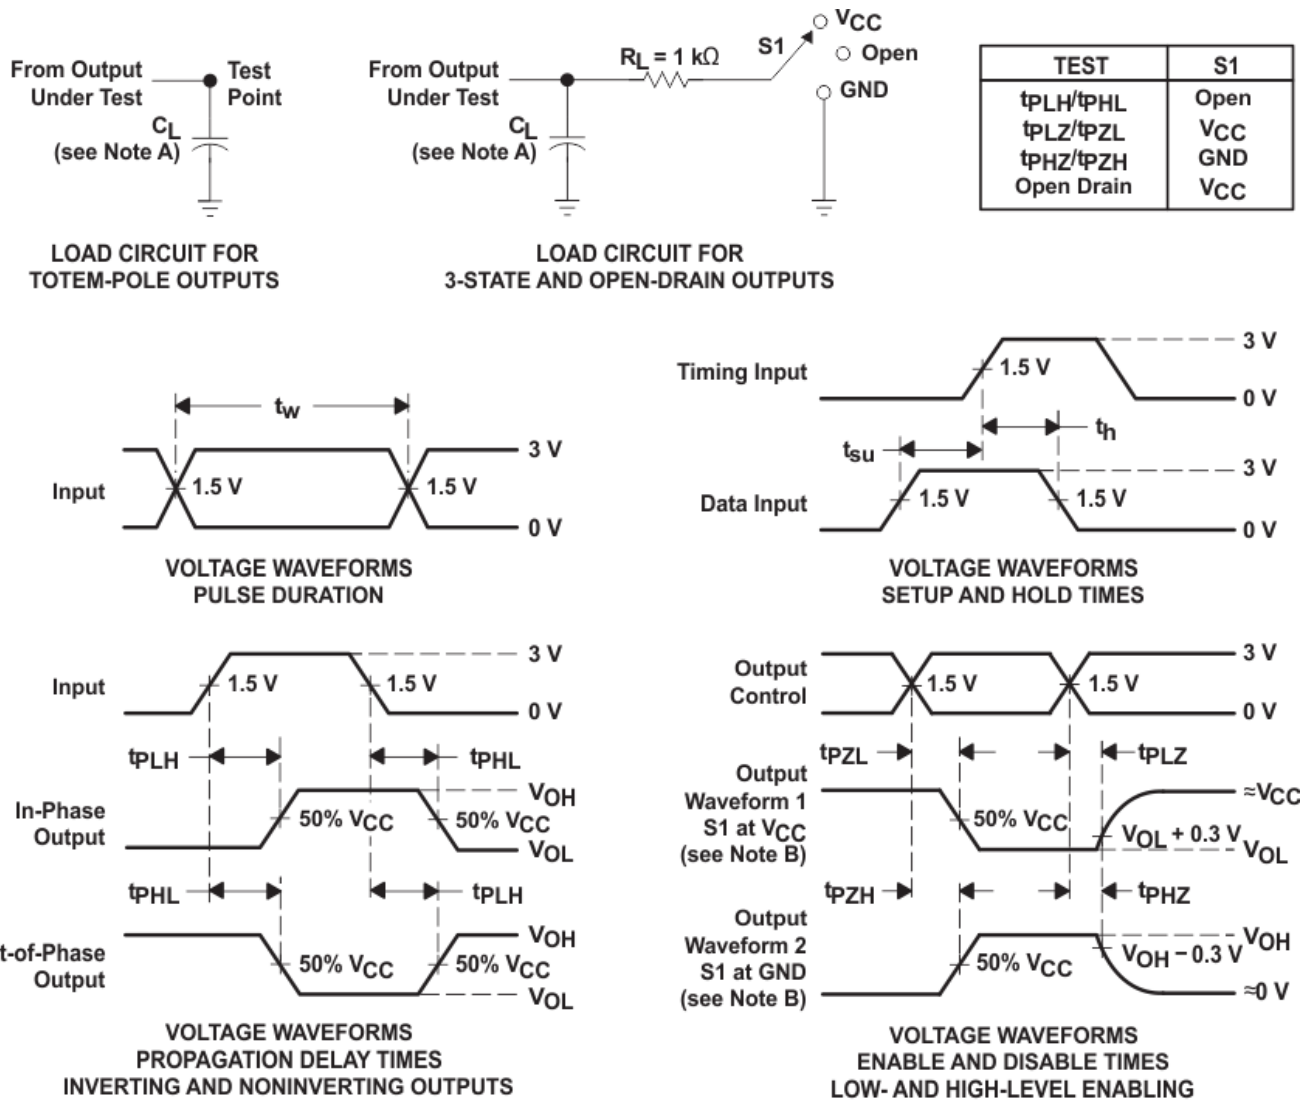 From Output
Under Test
Test
Point
CL
(see Note A)
LOAD CIRCUIT FOR
TOTEM-POLE OUTPUTS
From Output
Under Test
RL = 1 kΩ
S1
VCC
Open
GND
CL
(see Note A)
LOAD CIRCUIT FOR
3-STATE AND OPEN-DRAIN OUTPUTS
TEST S1
tPLH/tPHL Open
tPLZ/tPZL VCC
tPHZ/tPZH GND
Open Drain VCC
tw
Input
1.5 V
1.5 V
3 V
0 V
VOLTAGE WAVEFORMS
PULSE DURATION
Timing Input
1.5 V
3 V
0 V
th
tsu
Data Input
1.5 V
1.5 V
3 V
0 V
VOLTAGE WAVEFORMS
SETUP AND HOLD TIMES
Input
1.5 V
1.5 V
3 V
0 V
tPLH
tPHL
In-Phase
Output
50% VCC
50% VCC
VOH
VOL
tPHL
tPLH
t-of-Phase
Output
50% VCC
50% VCC
VOH
VOL
VOLTAGE WAVEFORMS
PROPAGATION DELAY TIMES
INVERTING AND NONINVERTING OUTPUTS
Output
Control
1.5 V
1.5 V
3 V
0 V
tPZL
tPLZ
Output
Waveform 1
S1 at VCC
(see Note B)
50% VCC
≈VCC
VOL + 0.3 V
VOL
tPZH
tPHZ
Output
Waveform 2
S1 at GND
(see Note B)
50% VCC
VOH
VOH − 0.3 V
≈0 V
VOLTAGE WAVEFORMS
ENABLE AND DISABLE TIMES
LOW- AND HIGH-LEVEL ENABLING